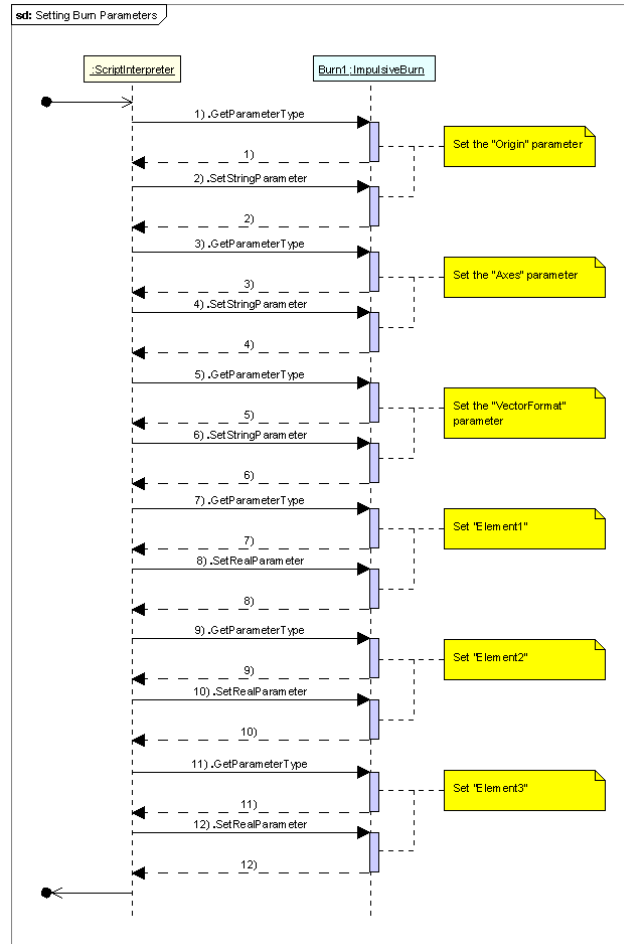 sd: Setting Burn Parameters
:ScriptInterpreter
Burn1 :ImpulsiveBurn
1) .GetParameterType
Set the "Origin" parameter
1)
2) .SetStringParameter
2)
3) .GetParameterType
Set the "Axes" parameter
3)
4) .SetStringParameter
4)
5) .GetParameterType
Set the "VectorFormat"
parameter
5)
6) .SetStringParameter
6)
7) .GetParameterType
Set "Element1"
7)
8) .SetRealParameter
8)
9) .GetParameterType
Set "Element2"
9)
10) .SetRealParameter
10)
11) .GetParameterType
Set "Element3"
11)
12) .SetRealParameter
12)